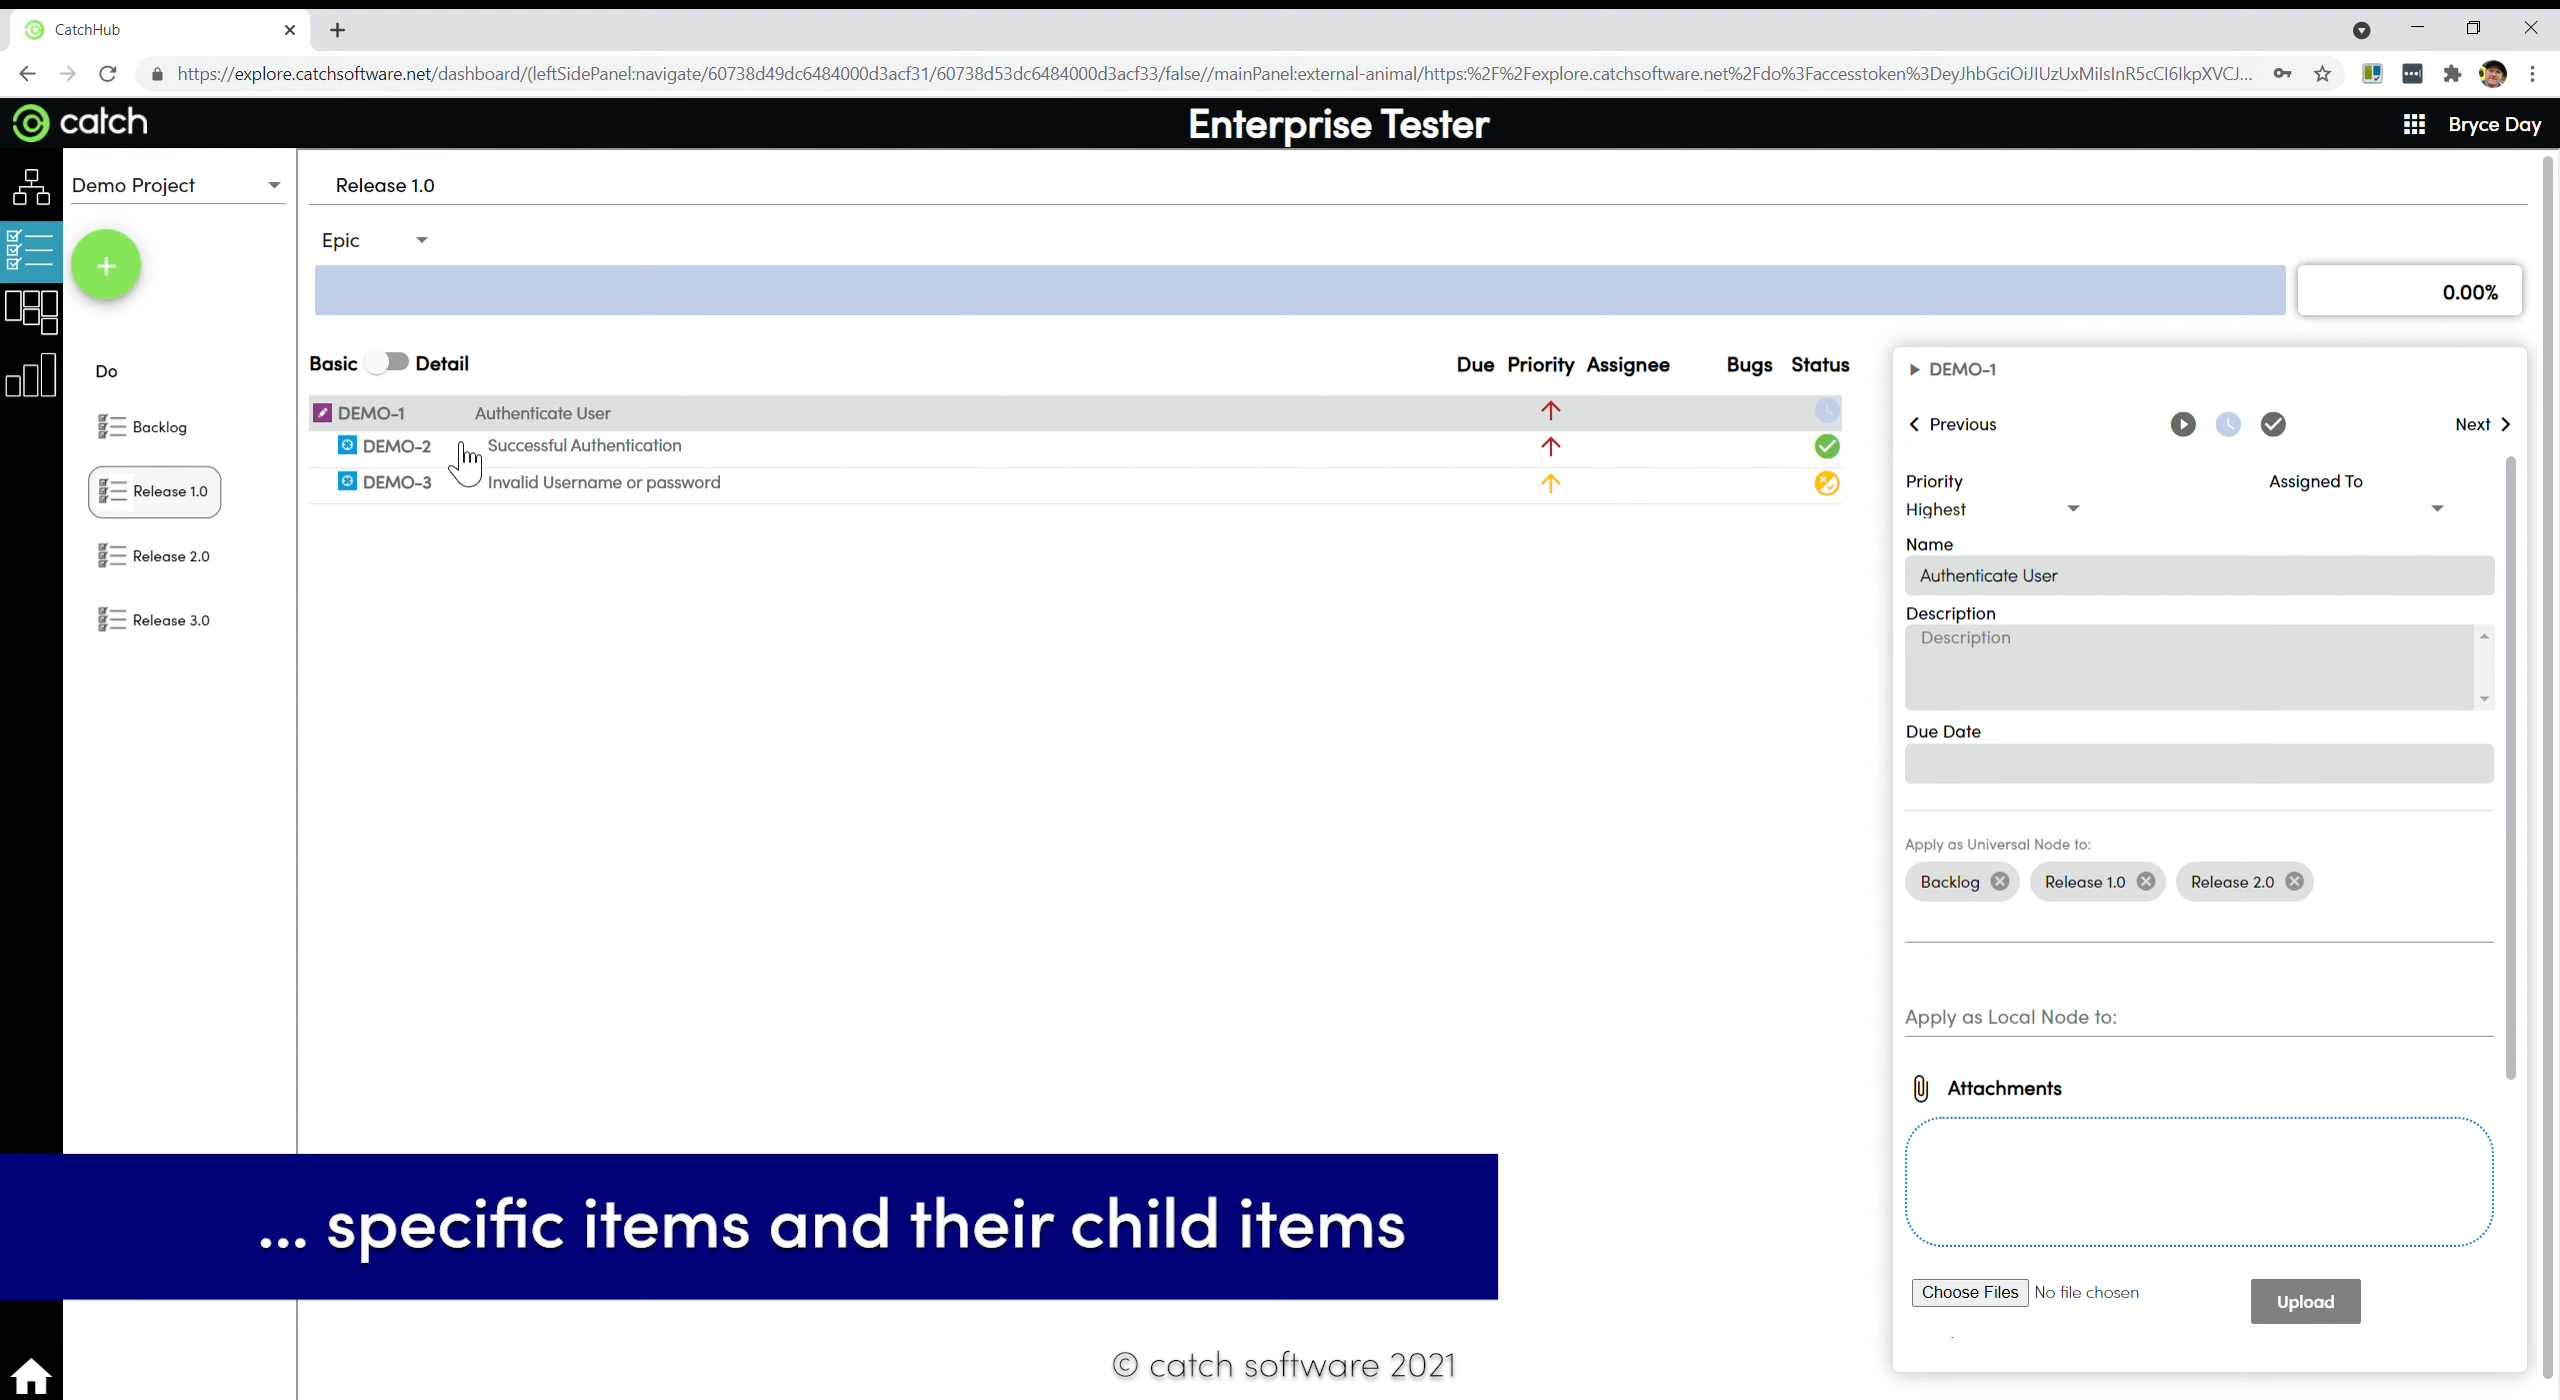 CatchHub
https://explore.catchsoftware.net/dashboard/(leftSidePanel:navigate/60738d49dc6484000d3acf31/60738d53dc6484000d3acf33/false//mainPanel:external-animal/https:%2F%2Fexplore.catchsoftware.net%2Fdo%3Faccesstoken%3DeyJhbGciOiJIUzUxMiIsInR5cCI6IkpXVCJ...
catch
Enterprise Tester
Bryce Day
Demo Project
Release 1.0
Epic
0.00%
Do
Backlog
Release 1.0
Release 2.0
Release 3.0
Basic Detail
Due Priority Assignee Bugs Status
DEMO-1 Authenticate User
DEMO-2 Successful Authentication
DEMO-3 Invalid Username or password
DEMO-1
Previous
Next
Priority
Assigned To
Highest
Name
Authenticate User
Description
Description
Due Date
Apply as Universal Node to:
Backlog
Release 1.0
Release 2.0
Apply as Local Node to:
Attachments
Choose Files No file chosen
Upload
... specific items and their child items
© catch software 2021